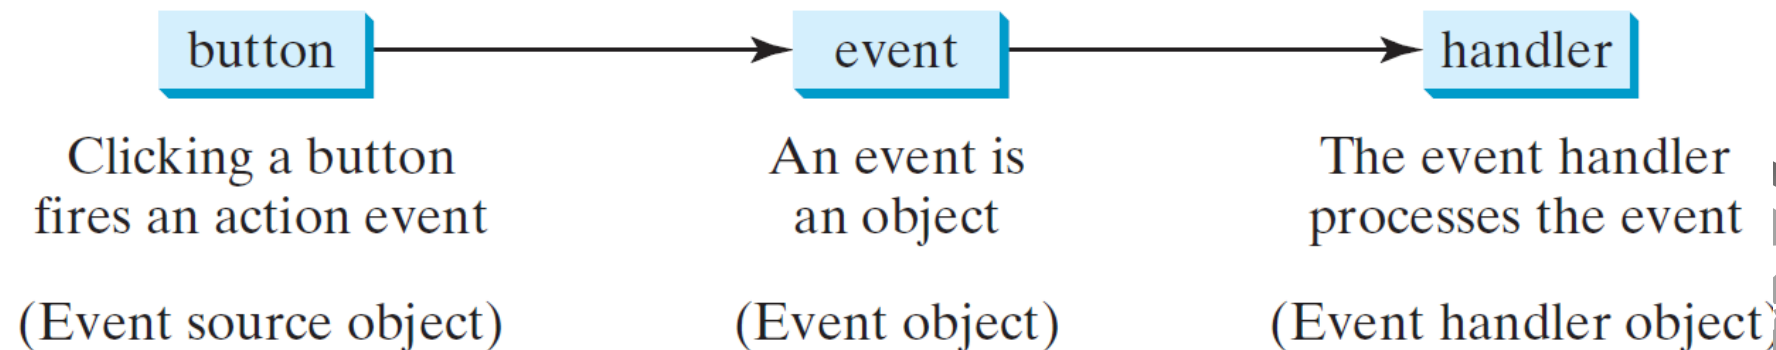 button
event
handler
Clicking a button
fires an action event
An event is
an object
The event handler
processes the event
(Event source object)
(Event object)
(Event handler object)